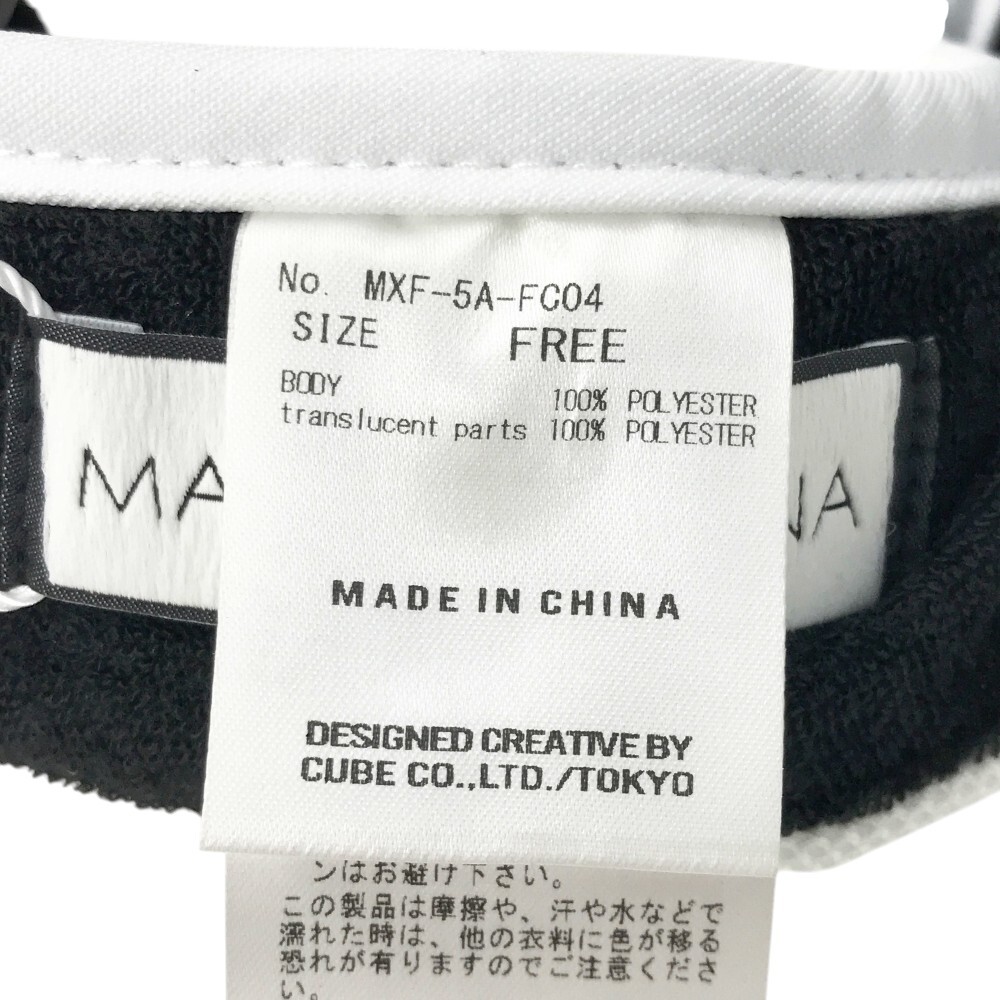 No. MXF-5A-FC04
SIZE FREE
BODY 100% POLYESTER
translucent parts 100% POLYESTER
MA NA
MADE IN CHINA
DESIGNED CREATIVE BY
CUBE CO.,LTD./TOKYO
ンはお避け下さい。
この製品は摩擦や、汗や水などで
濡れた時は、他の衣料に色が移る
恐れが有りますのでご注意くださ
い。